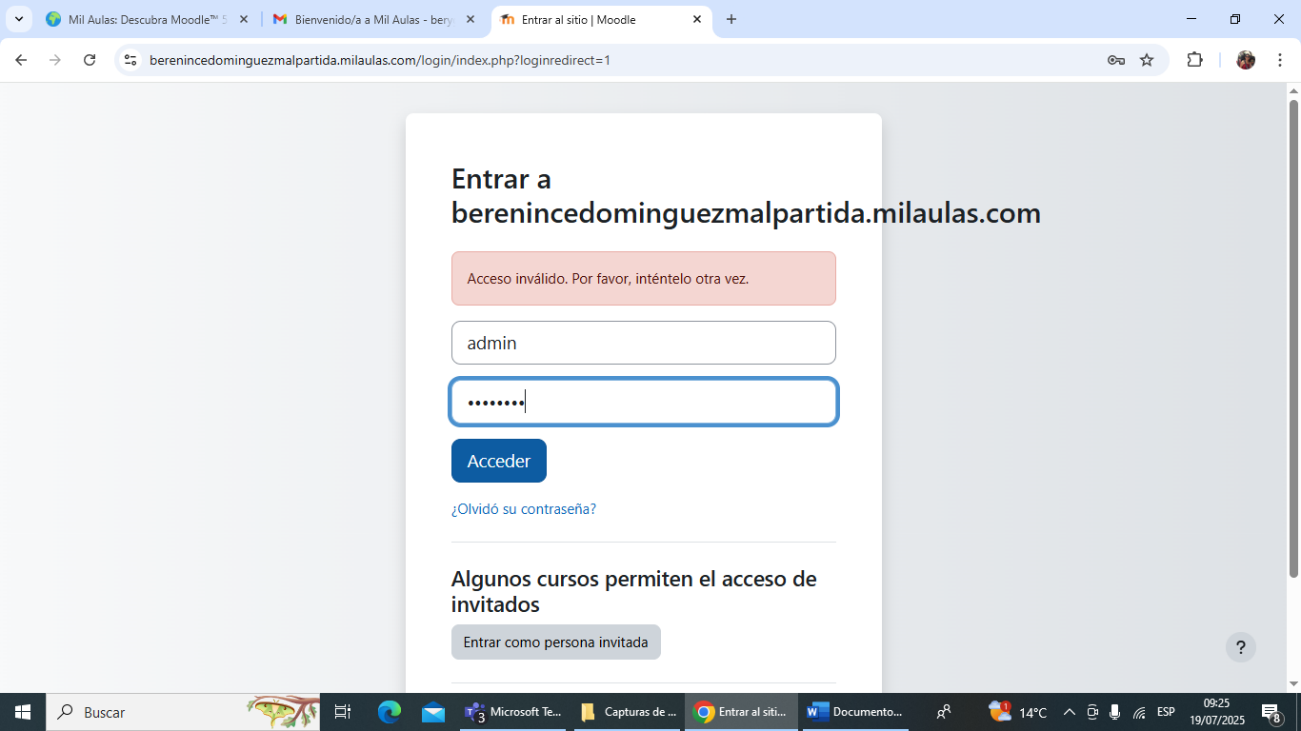 Mil Aulas: Descubra Moodle™ 5
Bienvenido/a a Mil Aulas - bery
Entrar al sitio | Moodle
berenincedominguezmalpartida.milaulas.com/login/index.php?loginredirect=1
Entrar a
berenincedominguezmalpartida.milaulas.com
Acceso inválido. Por favor, inténtelo otra vez.
admin
••••••••
Acceder
¿Olvidó su contraseña?
Algunos cursos permiten el acceso de
invitados
Entrar como persona invitada
?
Buscar
3
Microsoft Te...
Capturas de ...
Entrar al siti...
Documento...
1
14°C
ESP
09:25
19/07/2025
8